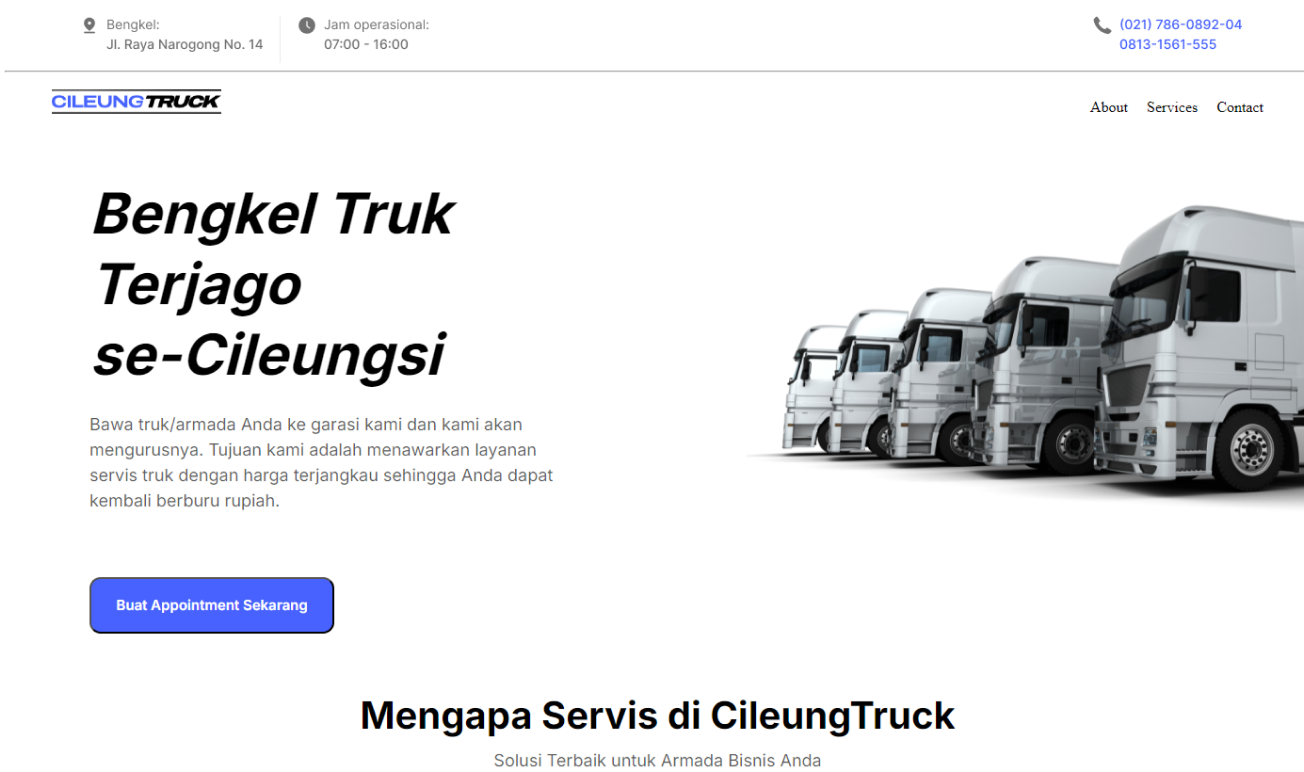 Bengkel:
Jl. Raya Narogong No. 14
Jam operasional:
07:00 - 16:00
(021) 786-0892-04
0813-1561-555
CILEUNGTRUCK
About Services Contact
Bengkel Truk
Terjago
se-Cileungsi
Bawa truk/armada Anda ke garasi kami dan kami akan
mengurusnya. Tujuan kami adalah menawarkan layanan
servis truk dengan harga terjangkau sehingga Anda dapat
kembali berburu rupiah.
Buat Appointment Sekarang
Mengapa Servis di CileungTruck
Solusi Terbaik untuk Armada Bisnis Anda